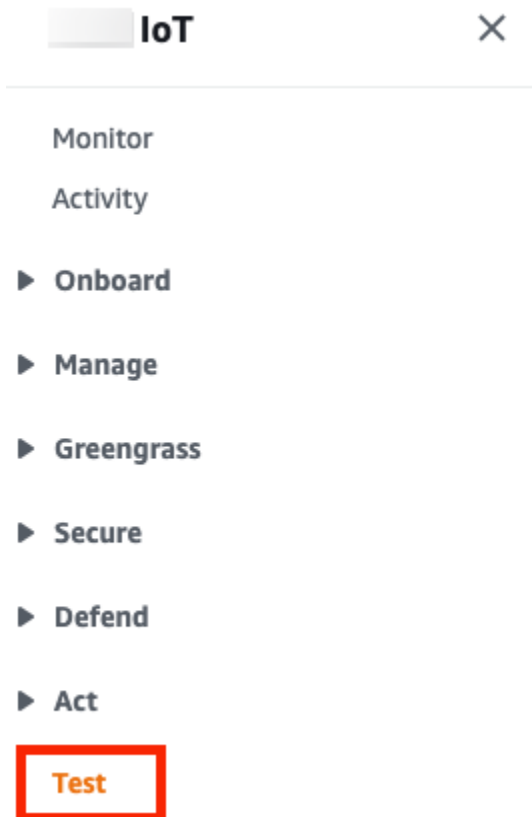 IoT
Monitor
Activity
Onboard
Manage
Greengrass
Secure
Defend
Act
Test